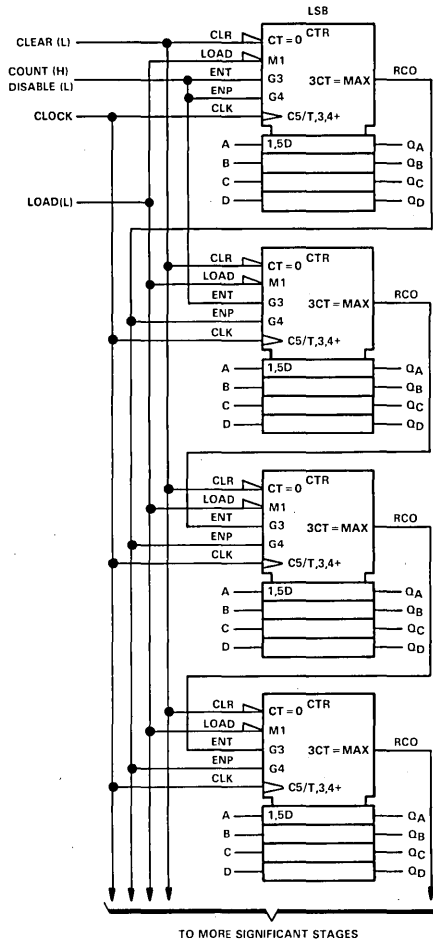 LSB
CLEAR (L)
CLR
CT = 0
CTR
LOAD
M1
COUNT (H)
DISABLE (L)
ENT
G3
3CT = MAX
RCO
ENP
G4
CLOCK
CLK
C5/T,3,4+
A
1,5D
QA
B
QB
C
QC
D
QD
LOAD(L)
CLR
CT = 0
CTR
LOAD
M1
ENT
G3
3CT = MAX
RCO
ENP
G4
CLK
C5/T,3,4+
A
1,5D
QA
B
QB
C
QC
D
QD
CLR
CT = 0
CTR
LOAD
M1
ENT
G3
3CT = MAX
RCO
ENP
G4
CLK
C5/T,3,4+
A
1,5D
QA
B
QB
C
QC
D
QD
CLR
CT = 0
CTR
LOAD
M1
ENT
G3
3CT = MAX
RCO
ENP
G4
CLK
C5/T,3,4+
A
1,5D
QA
B
QB
C
QC
D
QD
TO MORE SIGNIFICANT STAGES